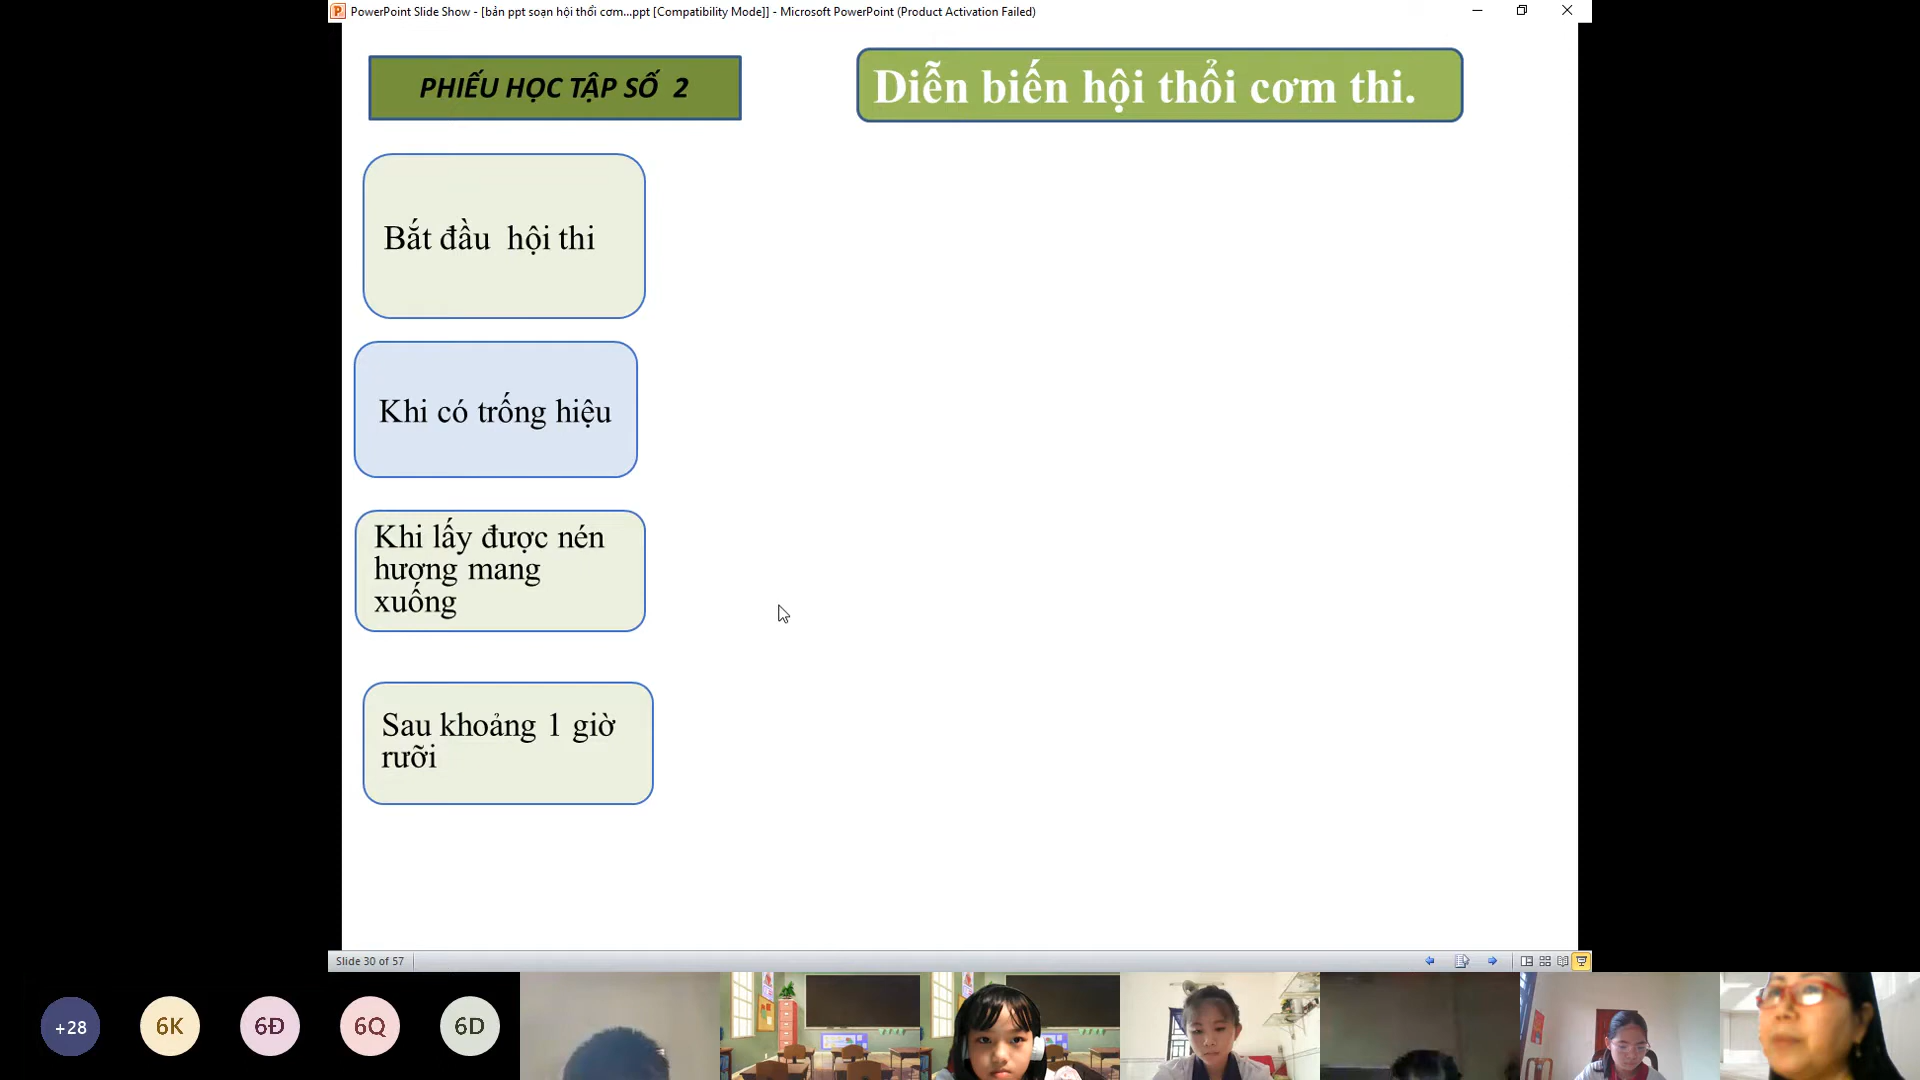 PowerPoint Slide Show - [bản ppt soạn hội thổi cơm...ppt [Compatibility Mode]] - Microsoft PowerPoint (Product Activation Failed)
PHIẾU HỌC TẬP SỐ 2
Diễn biến hội thổi cơm thi.
Bắt đầu hội thi
Khi có trống hiệu
Khi lấy được nén
hương mang
xuống
Sau khoảng 1 giờ
rưỡi
Slide 30 of 57
+28
6K
6Đ
6Q
6D